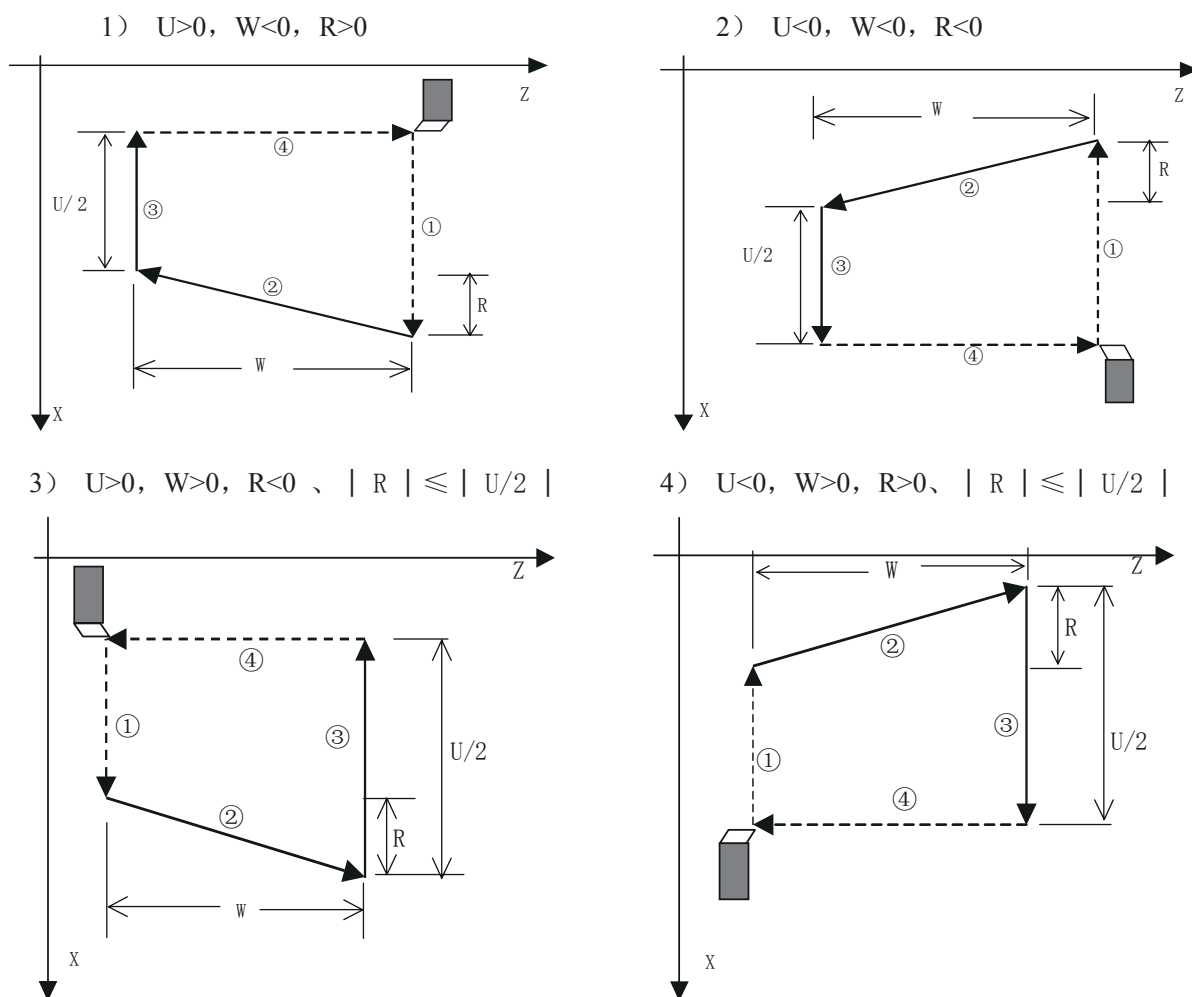 1） U>0，W<0，R>0
Z
④
U/2
③
①
②
R
W
X
2） U<0，W<0，R<0
Z
W
②
R
U/2
③
①
④
X
3） U>0，W>0，R<0 、| R |≤| U/2 |
Z
④
①
③
U/2
②
R
W
X
4） U<0，W>0，R>0、| R |≤| U/2 |
Z
W
②
R
③
U/2
①
④
X